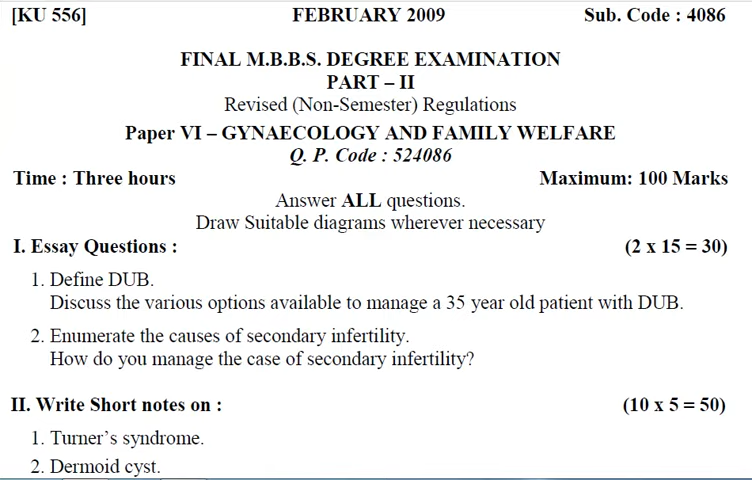 [KU 556] FEBRUARY 2009 Sub. Code : 4086
FINAL M.B.B.S. DEGREE EXAMINATION
PART – II
Revised (Non-Semester) Regulations
Paper VI – GYNAECOLOGY AND FAMILY WELFARE
Q. P. Code : 524086
Time : Three hours Maximum: 100 Marks
Answer ALL questions.
Draw Suitable diagrams wherever necessary
I. Essay Questions : (2 x 15 = 30)
1. Define DUB.
Discuss the various options available to manage a 35 year old patient with DUB.
2. Enumerate the causes of secondary infertility.
How do you manage the case of secondary infertility?
II. Write Short notes on : (10 x 5 = 50)
1. Turner’s syndrome.
2. Dermoid cyst.